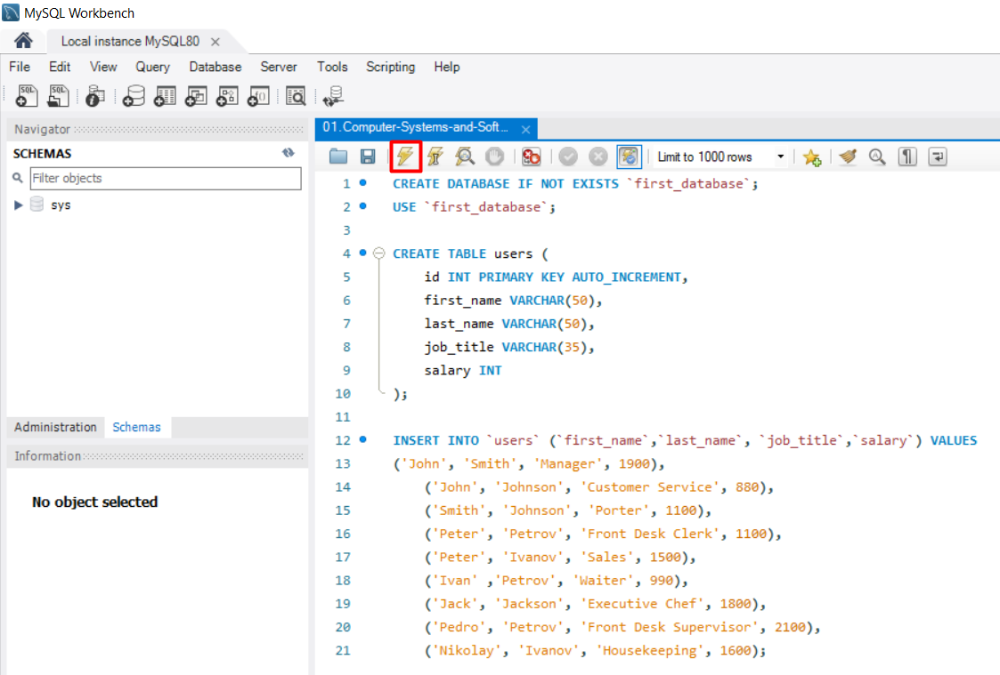 MySQL Workbench
Local instance MySQL80
File Edit View Query Database Server Tools Scripting Help
Navigator
SCHEMAS
Filter objects
sys
Administration Schemas
Information
No object selected
01.Computer-Systems-and-Soft...
Limit to 1000 rows
1 CREATE DATABASE IF NOT EXISTS `first_database`;
2 USE `first_database`;
3
4 CREATE TABLE users (
5 id INT PRIMARY KEY AUTO_INCREMENT,
6 first_name VARCHAR(50),
7 last_name VARCHAR(50),
8 job_title VARCHAR(35),
9 salary INT
10 );
11
12 INSERT INTO `users` (`first_name`,`last_name`, `job_title`,`salary`) VALUES
13 ('John', 'Smith', 'Manager', 1900),
14 ('John', 'Johnson', 'Customer Service', 880),
15 ('Smith', 'Johnson', 'Porter', 1100),
16 ('Peter', 'Petrov', 'Front Desk Clerk', 1100),
17 ('Peter', 'Ivanov', 'Sales', 1500),
18 ('Ivan' ,'Petrov', 'Waiter', 990),
19 ('Jack', 'Jackson', 'Executive Chef', 1800),
20 ('Pedro', 'Petrov', 'Front Desk Supervisor', 2100),
21 ('Nikolay', 'Ivanov', 'Housekeeping', 1600);